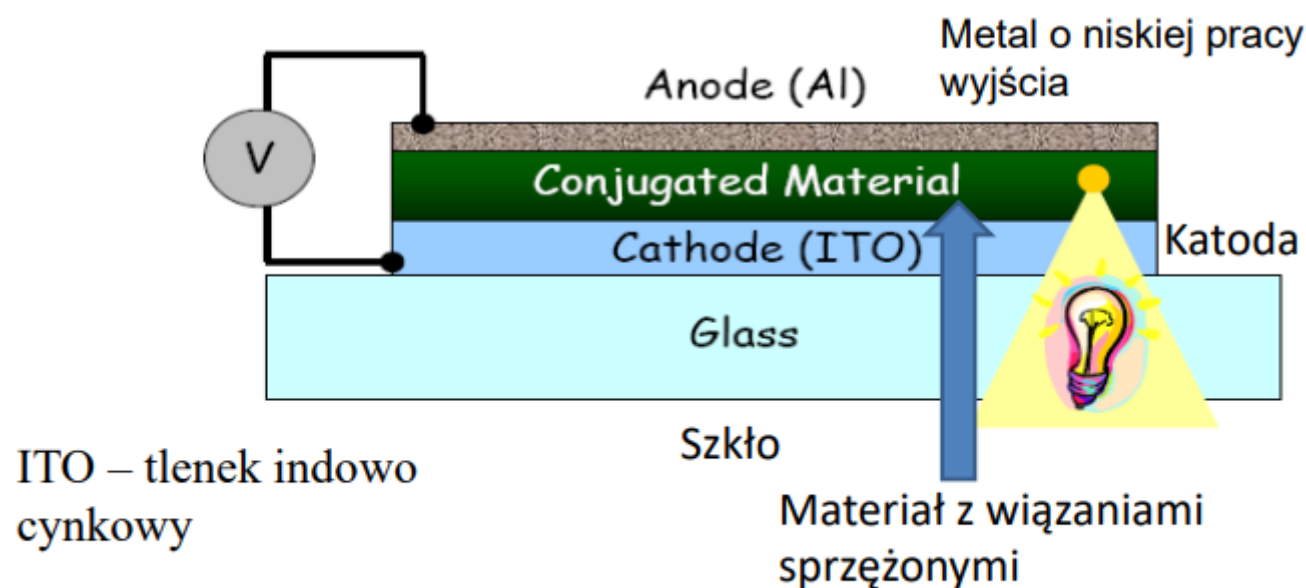 Metal o niskiej pracy
wyjścia
Anode (Al)
V
Conjugated Material
Cathode (ITO)
Katoda
Glass
Szkło
ITO – tlenek indowo
cynkowy
Materiał z wiązaniami
sprzężonymi